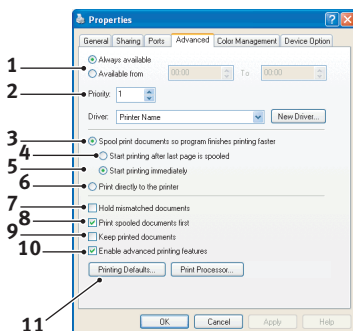 Properties
General Sharing Ports Advanced Color Management Device Option
1 Always available
Available from 00:00 To 00:00
2 Priority: 1
Driver: Printer Name New Driver...
3 Spool print documents so program finishes printing faster
4 Start printing after last page is spooled
5 Start printing immediately
6 Print directly to the printer
7 Hold mismatched documents
8 Print spooled documents first
9 Keep printed documents
10 Enable advanced printing features
Printing Defaults... Print Processor...
11
OK Cancel Apply Help